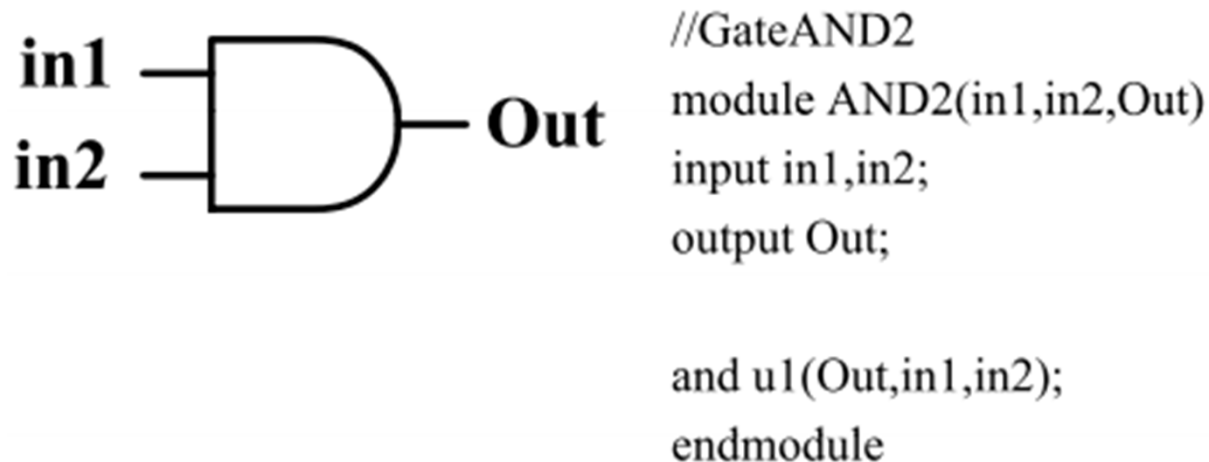 in1
in2
Out
//GateAND2
module AND2(in1,in2,Out)
input in1,in2;
output Out;
and u1(Out,in1,in2);
endmodule